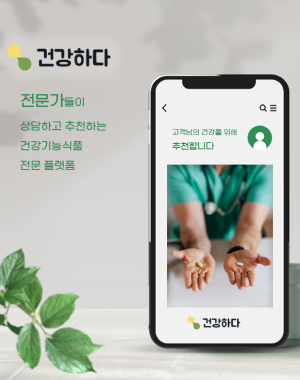 건강하다
전문가들이
상담하고 추천하는
건강기능식품
전문 플랫폼
고객님의 건강를 위해
추천합니다
건강하다